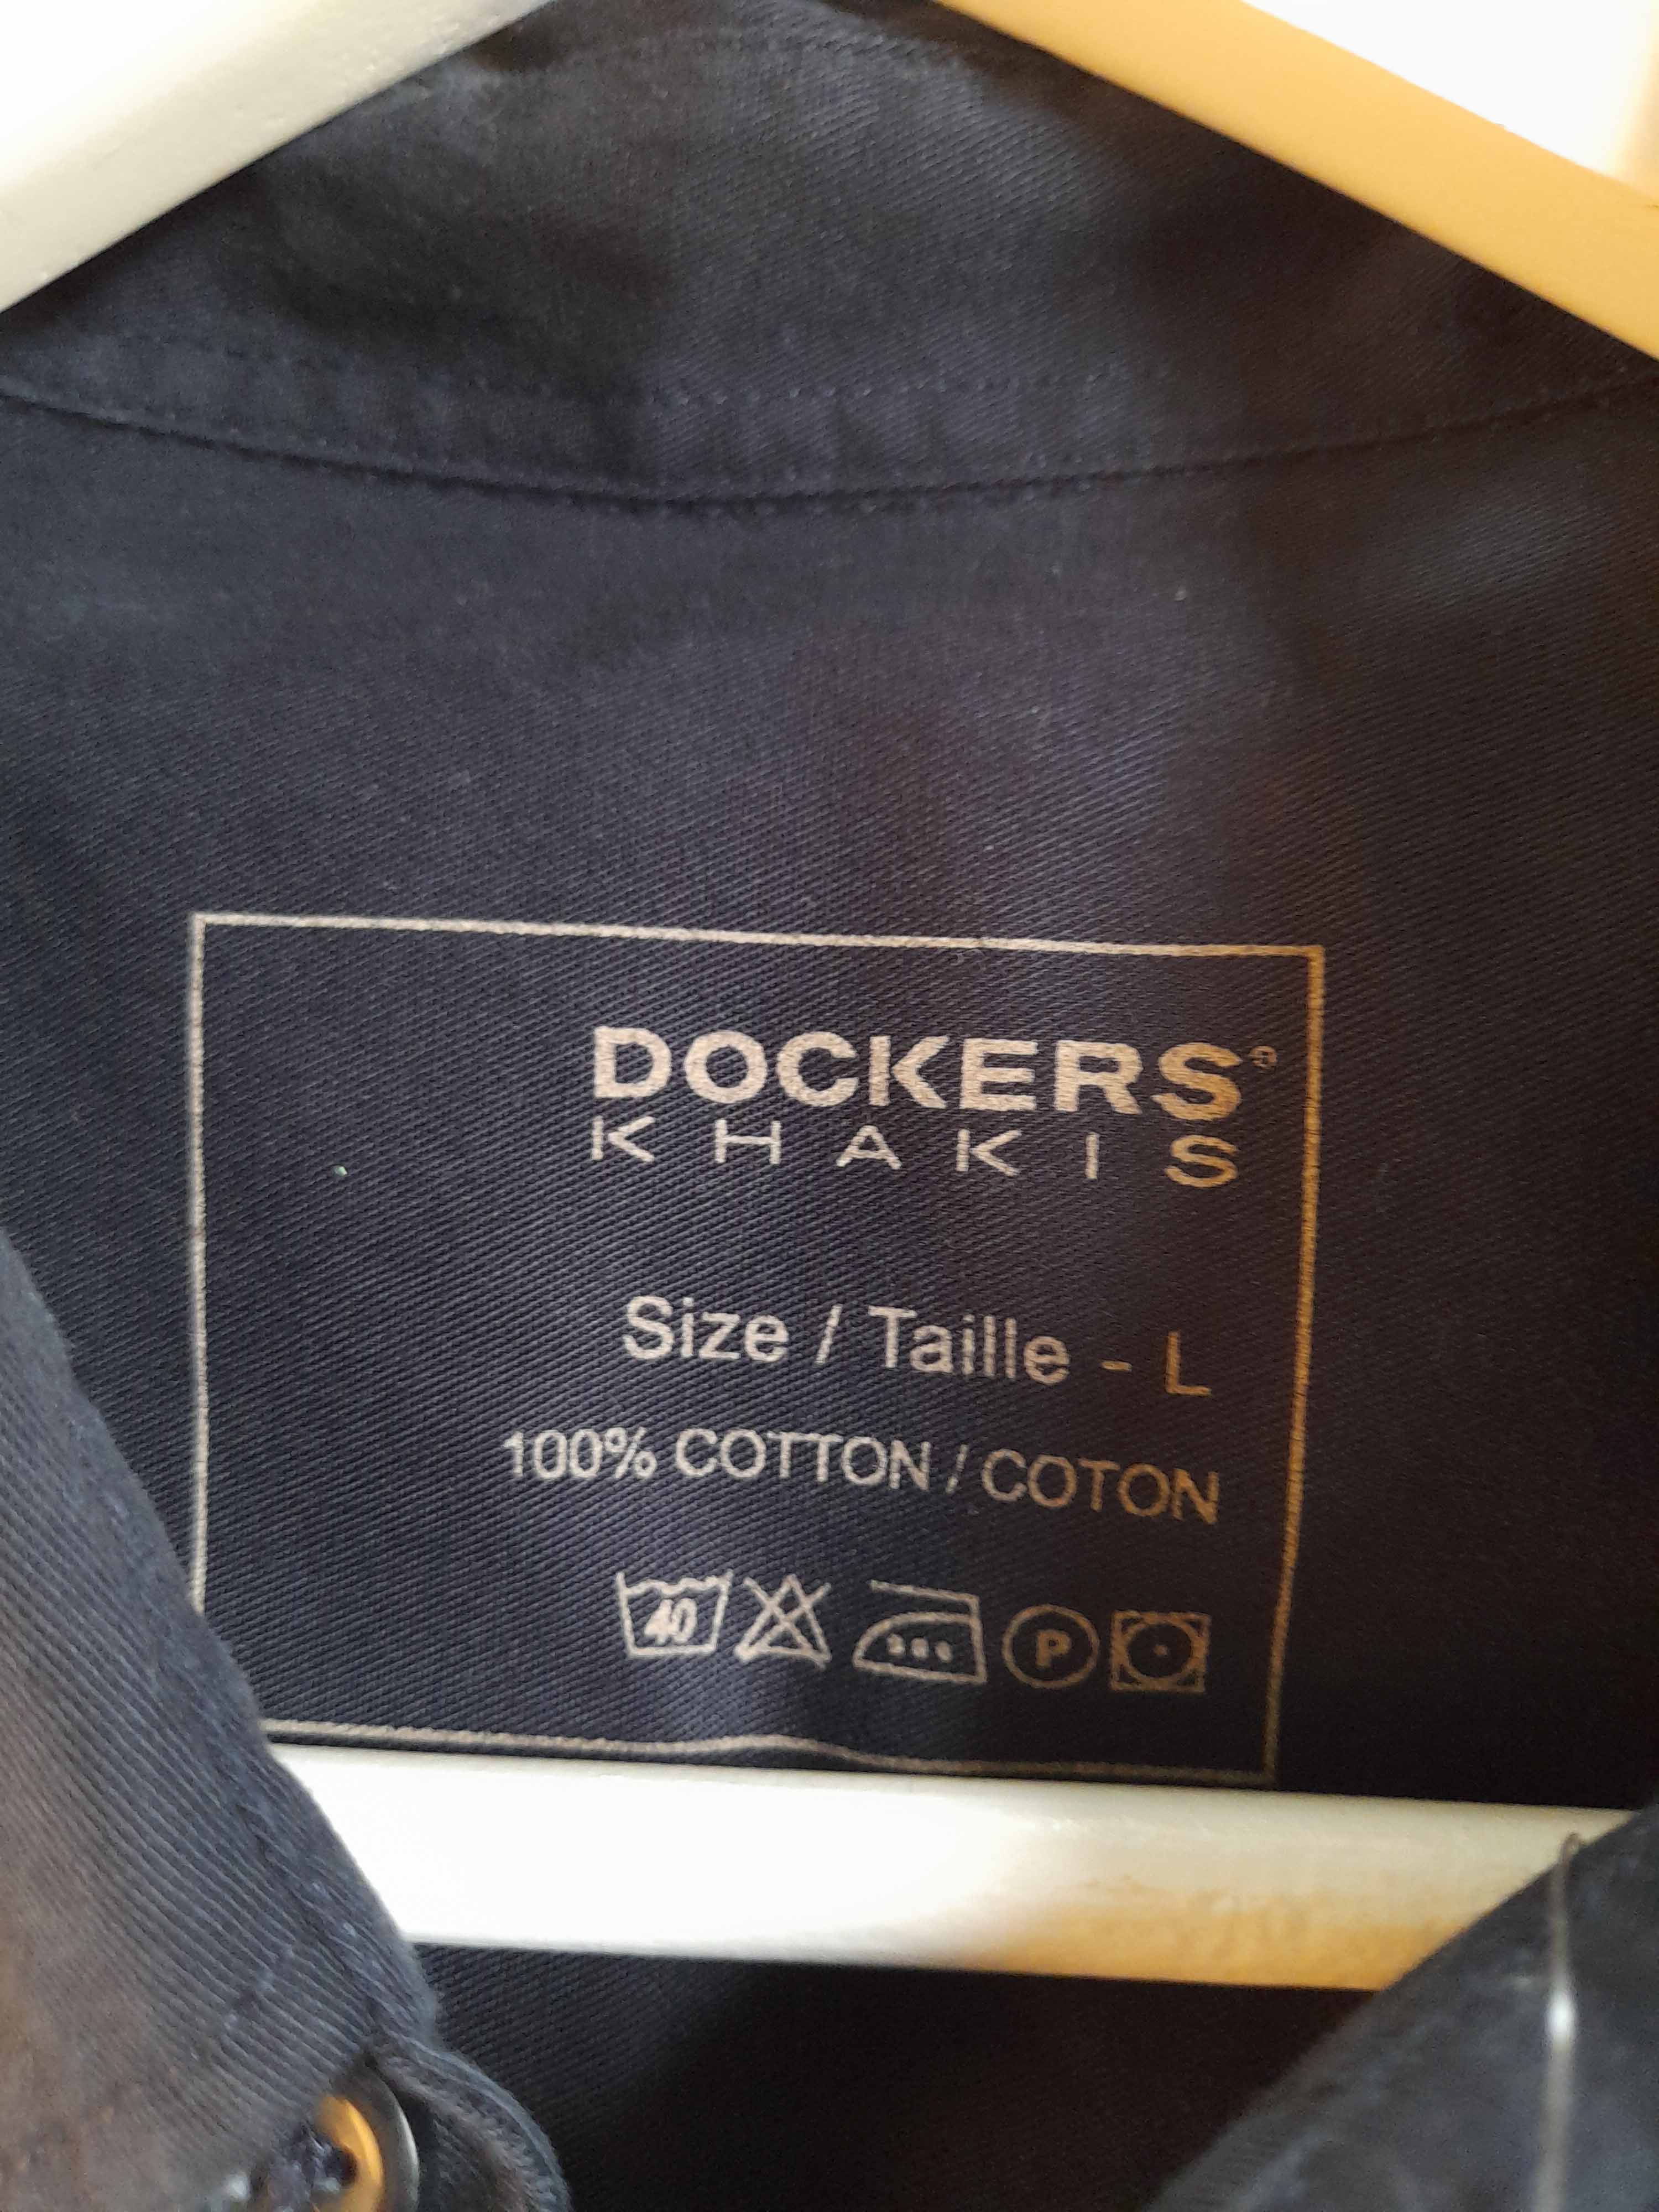 DOCKERS®
KHAKIS
Size / Taille - L
100% COTTON / COTON
40 P